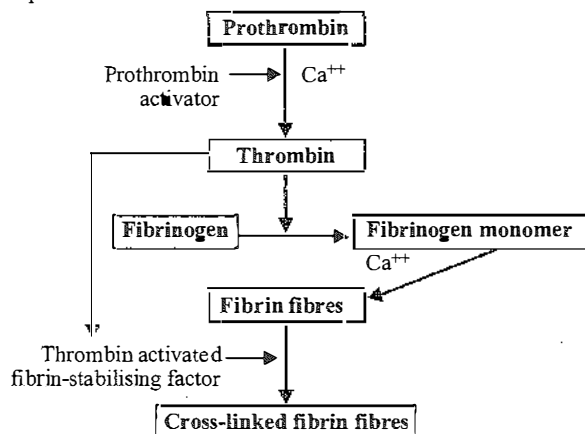 Prothrombin
Prothrombin
activator
Ca++
Thrombin
Fibrinogen
Fibrinogen monomer
Ca++
Fibrin fibres
Thrombin activated
fibrin-stabilising factor
Cross-linked fibrin fibres